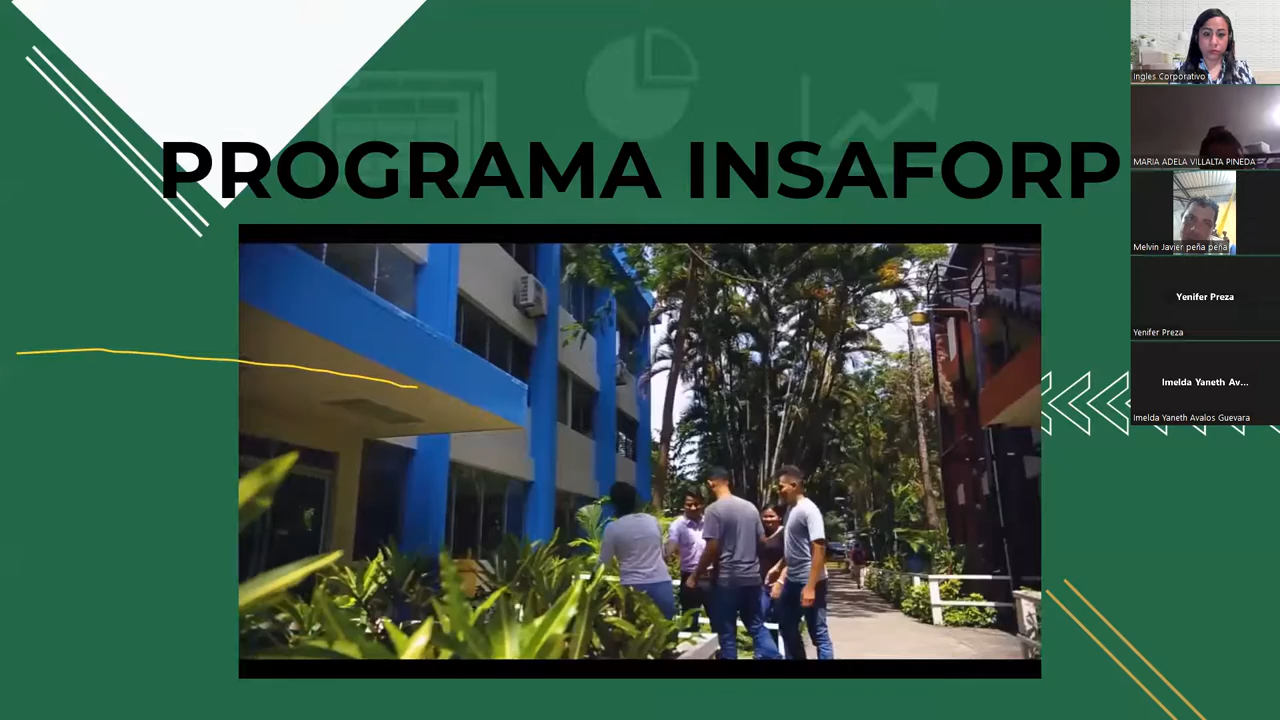 PROGRAMA INSAFORP
Ingles Corporativo
MARIA ADELA VILLALTA PINEDA
Melvin Javier peña peña
Yenifer Preza
Yenifer Preza
Imelda Yaneth Av...
Imelda Yaneth Avalos Guevara